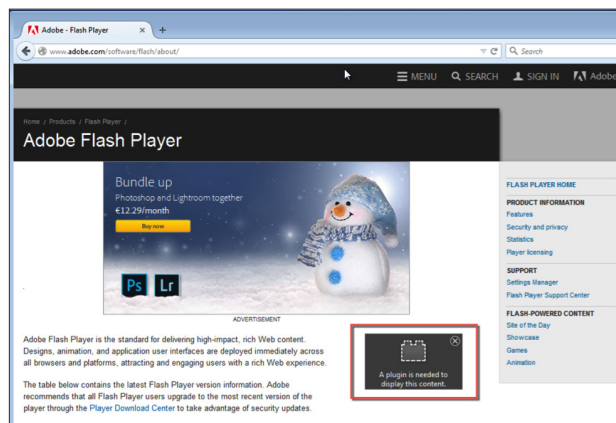 Adobe - Flash Player
www.adobe.com/software/flash/about/
Search
MENU
SEARCH
SIGN IN
Adobe
Home / Products / Flash Player /
Adobe Flash Player
Bundle up
Photoshop and Lightroom together
€12.29/month
Buy now
Ps
Lr
ADVERTISEMENT
Adobe Flash Player is the standard for delivering high-impact, rich Web content.
Designs, animation, and application user interfaces are deployed immediately across
all browsers and platforms, attracting and engaging users with a rich Web experience.
The table below contains the latest Flash Player version information. Adobe
recommends that all Flash Player users upgrade to the most recent version of the
player through the Player Download Center to take advantage of security updates.
A plugin is needed to
display this content.
FLASH PLAYER HOME
PRODUCT INFORMATION
Features
Security and privacy
Statistics
Player licensing
SUPPORT
Settings Manager
Flash Player Support Center
FLASH-POWERED CONTENT
Site of the Day
Showcase
Games
Animation